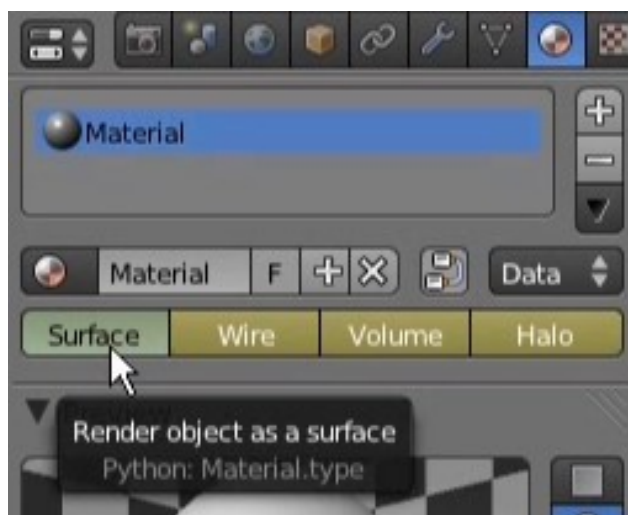 Material
Material F Data
Surface Wire Volume Halo
Render object as a surface
Python: Material.type